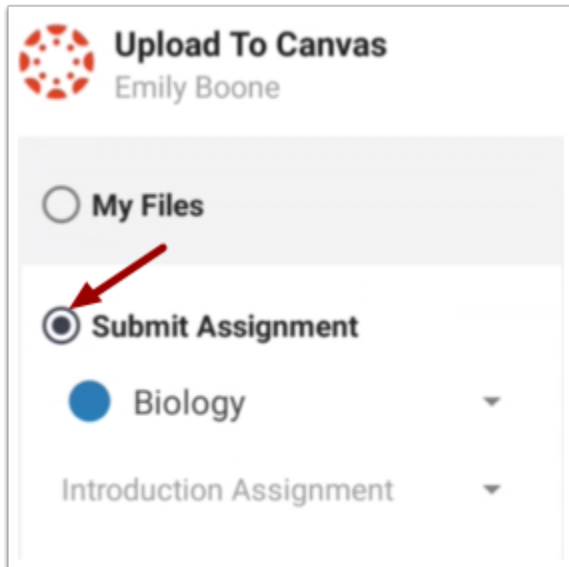 Upload To Canvas
Emily Boone
My Files
Submit Assignment
Biology
Introduction Assignment